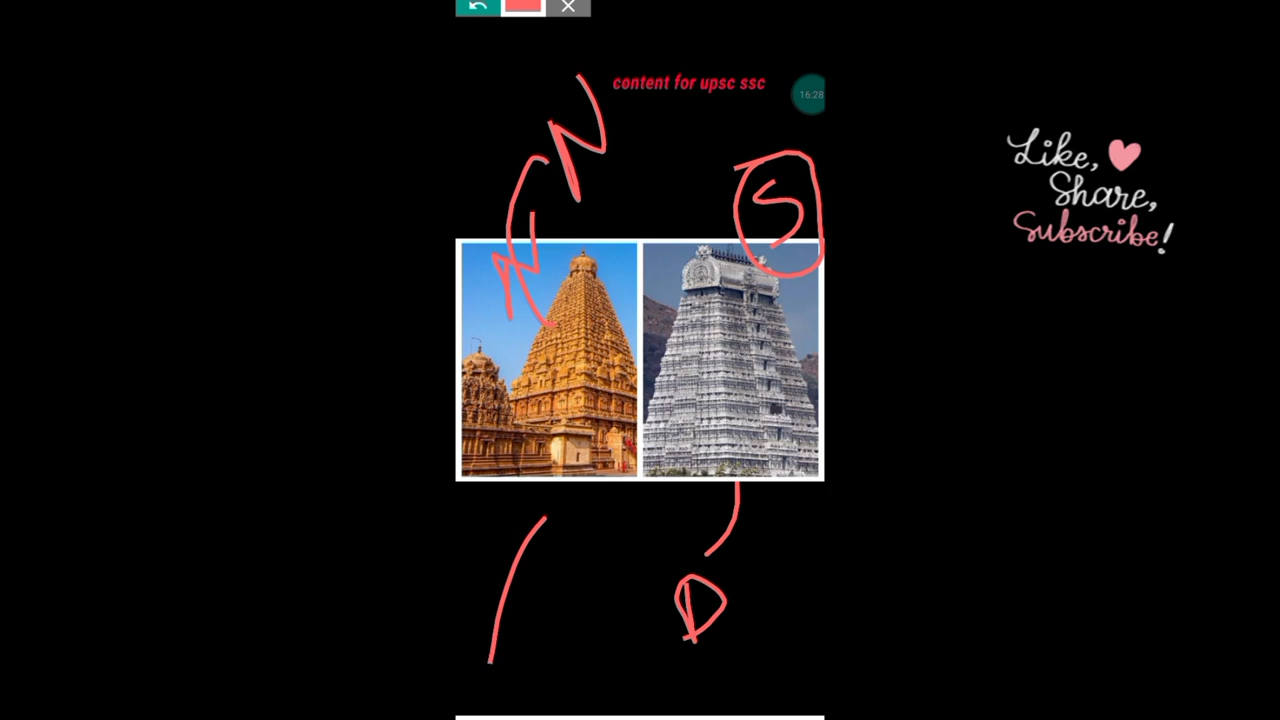 content for upsc ssc
16:28
N
S
N
D
Like,
Share,
Subscribe!